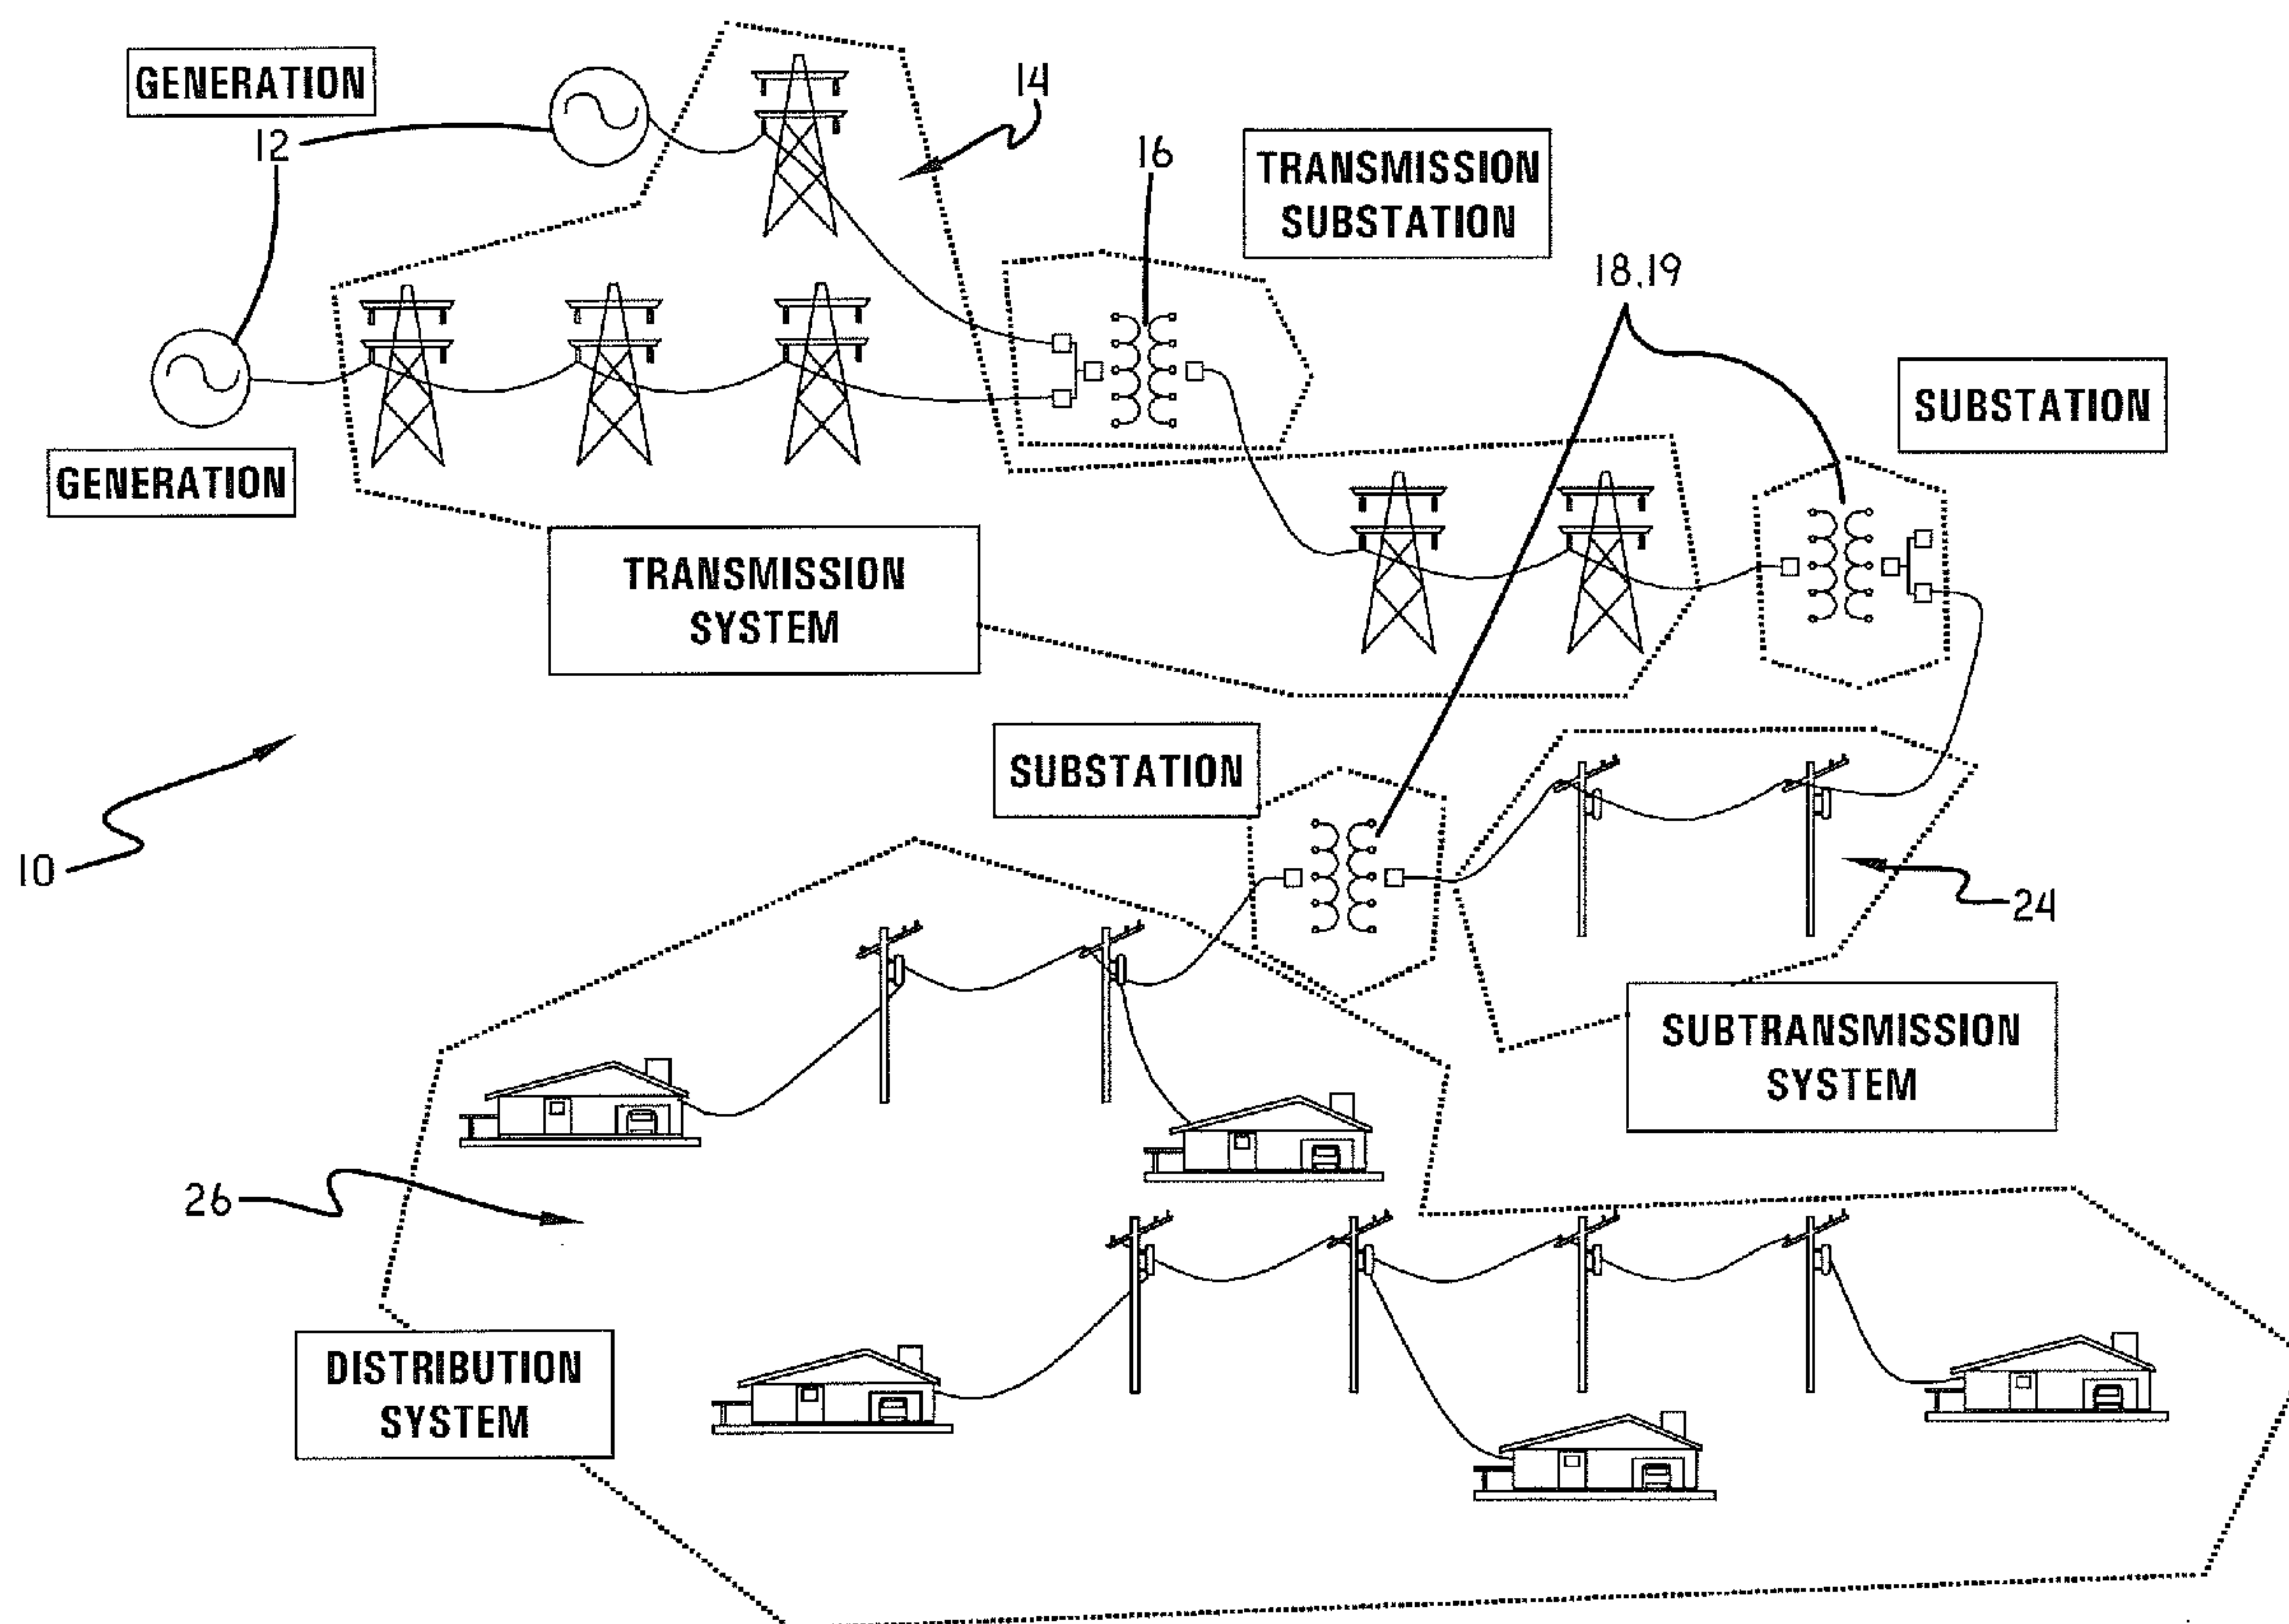 GENERATION
12
14
16
TRANSMISSION
SUBSTATION
18,19
SUBSTATION
GENERATION
TRANSMISSION
SYSTEM
SUBSTATION
10
24
SUBTRANSMISSION
SYSTEM
26
DISTRIBUTION
SYSTEM